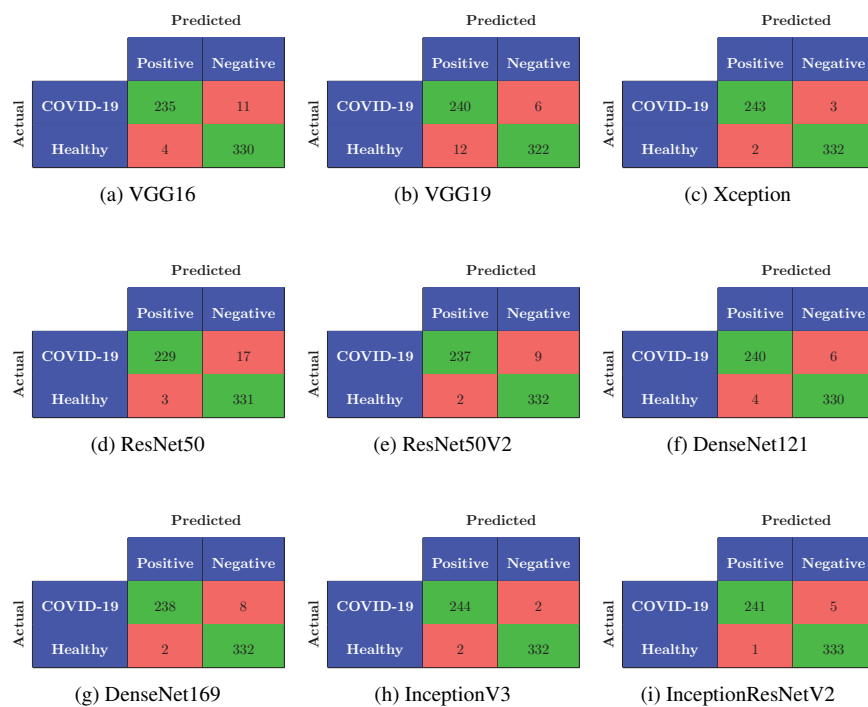 Predicted
Predicted
Predicted
Positive Negative
Positive Negative
Positive Negative
Actual
COVID-19 235 11
Healthy 4 330
Actual
COVID-19 240 6
Healthy 12 322
Actual
COVID-19 243 3
Healthy 2 332
(a) VGG16
(b) VGG19
(c) Xception
Predicted
Predicted
Predicted
Positive Negative
Positive Negative
Positive Negative
Actual
COVID-19 229 17
Healthy 3 331
Actual
COVID-19 237 9
Healthy 2 332
Actual
COVID-19 240 6
Healthy 4 330
(d) ResNet50
(e) ResNet50V2
(f) DenseNet121
Predicted
Predicted
Predicted
Positive Negative
Positive Negative
Positive Negative
Actual
COVID-19 238 8
Healthy 2 332
Actual
COVID-19 244 2
Healthy 2 332
Actual
COVID-19 241 5
Healthy 1 333
(g) DenseNet169
(h) InceptionV3
(i) InceptionResNetV2